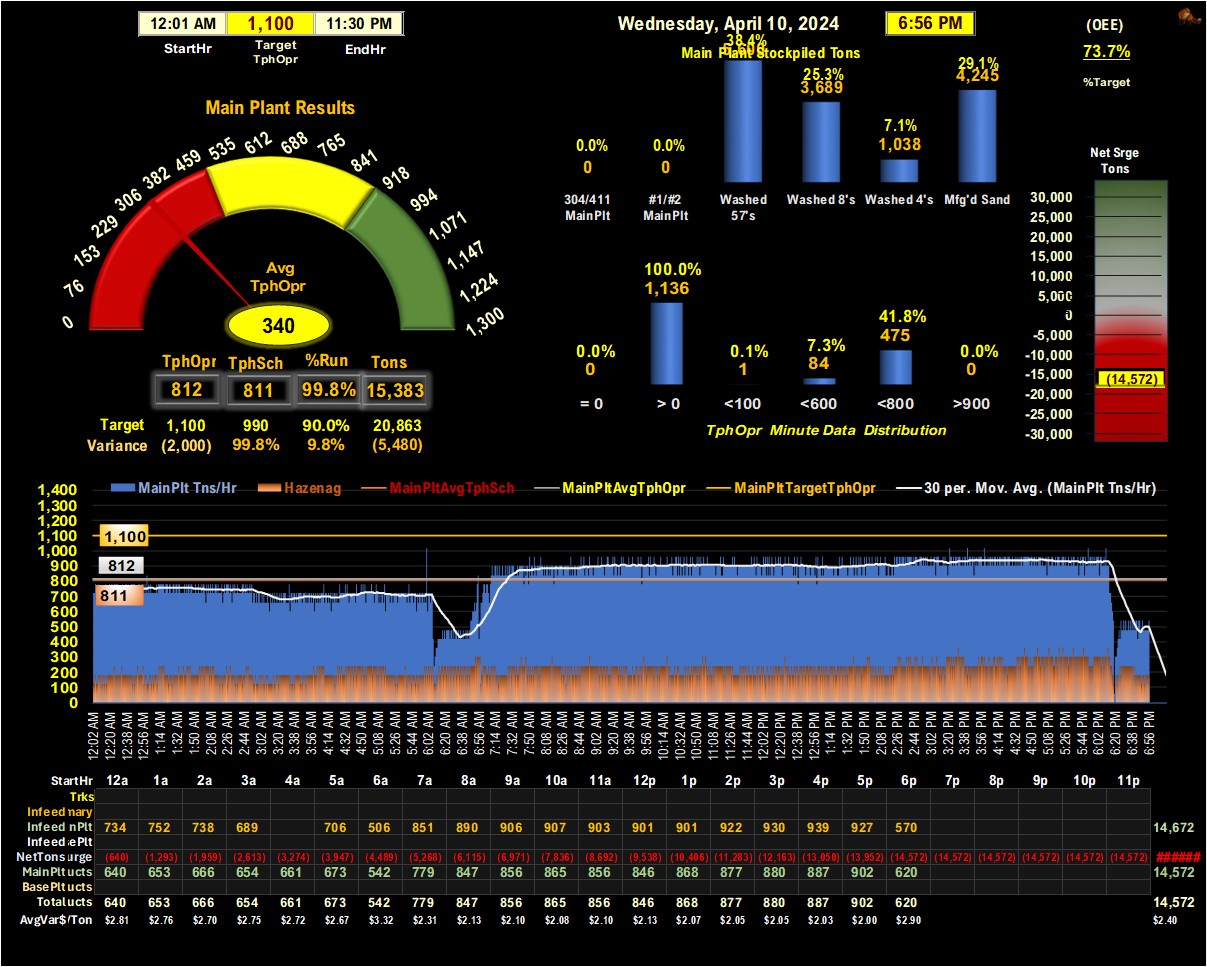 12:01 AM 1,100 11:30 PM
StartHr Target TphOpr EndHr
Wednesday, April 10, 2024 6:56 PM
(OEE)
73.7%
%Target
Main Plant Stockpiled Tons
38.4%
25.3%
3,689
29.1%
4,245
7.1%
1,038
0.0% 0.0%
0 0
304/411 MainPlt #1/#2 MainPlt Washed 57's Washed 8's Washed 4's Mfg'd Sand
Main Plant Results
0 76 153 229 306 382 459 535 612 688 765 841 918 994 1,071 1,147 1,224 1,300
Avg
TphOpr
340
TphOpr TphSch %Run Tons
812 811 99.8% 15,383
Target 1,100 990 90.0% 20,863
Variance (2,000) 99.8% 9.8% (5,480)
0.0% 100.0% 0.1% 7.3% 41.8% 0.0%
0 1,136 1 84 475 0
= 0 > 0 <100 <600 <800 >900
TphOpr Minute Data Distribution
Net Srge
Tons
30,000
25,000
20,000
15,000
10,000
5,000
0
-5,000
-10,000
-15,000
(14,572)
-20,000
-25,000
-30,000
MainPlt Tns/Hr Hazenag MainPltAvgTphSch MainPltAvgTphOpr MainPltTargetTphOpr 30 per. Mov. Avg. (MainPlt Tns/Hr)
1,400
1,300
1,200
1,100
1,000
900
800
700
600
500
400
300
200
100
0
1,100
812
811
12:02 AM 12:20 AM 12:38 AM 12:56 AM 1:14 AM 1:32 AM 1:50 AM 2:08 AM 2:26 AM 2:44 AM 3:02 AM 3:20 AM 3:38 AM 3:56 AM 4:14 AM 4:32 AM 4:50 AM 5:08 AM 5:26 AM 5:44 AM 6:02 AM 6:20 AM 6:38 AM 6:56 AM 7:14 AM 7:32 AM 7:50 AM 8:08 AM 8:26 AM 8:44 AM 9:02 AM 9:20 AM 9:38 AM 9:56 AM 10:14 AM 10:32 AM 10:50 AM 11:08 AM 11:26 AM 11:44 AM 12:02 PM 12:20 PM 12:38 PM 12:56 PM 1:14 PM 1:32 PM 1:50 PM 2:08 PM 2:26 PM 2:44 PM 3:02 PM 3:20 PM 3:38 PM 3:56 PM 4:14 PM 4:32 PM 4:50 PM 5:08 PM 5:26 PM 5:44 PM 6:02 PM 6:20 PM 6:38 PM 6:56 PM
StartHr 12a 1a 2a 3a 4a 5a 6a 7a 8a 9a 10a 11a 12p 1p 2p 3p 4p 5p 6p 7p 8p 9p 10p 11p
Trks
Infeed mary
Infeed nPlt 734 752 738 689 706 506 851 890 906 907 903 901 901 922 930 939 927 570 14,672
Infeed ePlt
NetTons urge (640) (1,293) (1,959) (2,613) (3,274) (3,947) (4,489) (5,268) (6,115) (6,971) (7,836) (8,692) (9,538) (10,406) (11,283) (12,163) (13,050) (13,952) (14,572) (14,572) (14,572) (14,572) (14,572) (14,572) ######
MainPlt ucts 640 653 666 654 661 673 542 779 847 856 865 856 846 868 877 880 887 902 620 14,572
BasePlt ucts
Total ucts 640 653 666 654 661 673 542 779 847 856 865 856 846 868 877 880 887 902 620 14,572
AvgVar$/Ton $2.81 $2.76 $2.70 $2.75 $2.72 $2.67 $3.32 $2.31 $2.13 $2.10 $2.08 $2.10 $2.13 $2.07 $2.05 $2.05 $2.03 $2.00 $2.90 $2.40